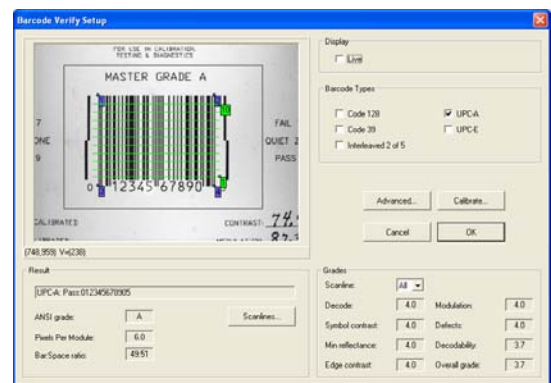 Barcode Verify Setup
FOR USE IN CALIBRATION,
TESTING & DIAGNOSTICS
MASTER GRADE A
7
FAIL
ONE
QUIET Z
9
PASS
0 12345 67890
CALIBRATED
CONTRAST: 74.
(748,959) V=(238)
Display
Live
Barcode Types
Code 128
UPC-A
Code 39
UPC-E
Interleaved 2 of 5
Advanced...
Calibrate...
Cancel
OK
Result
UPC-A: Pass:012345678905
ANSI grade:
A
Scanlines...
Pixels Per Module:
6.0
Bar:Space ratio:
49:51
Grades
Scanline:
All
Decode:
4.0
Modulation:
4.0
Symbol contrast:
4.0
Defects:
4.0
Min reflectance:
4.0
Decodability:
3.7
Edge contrast:
4.0
Overall grade:
3.7